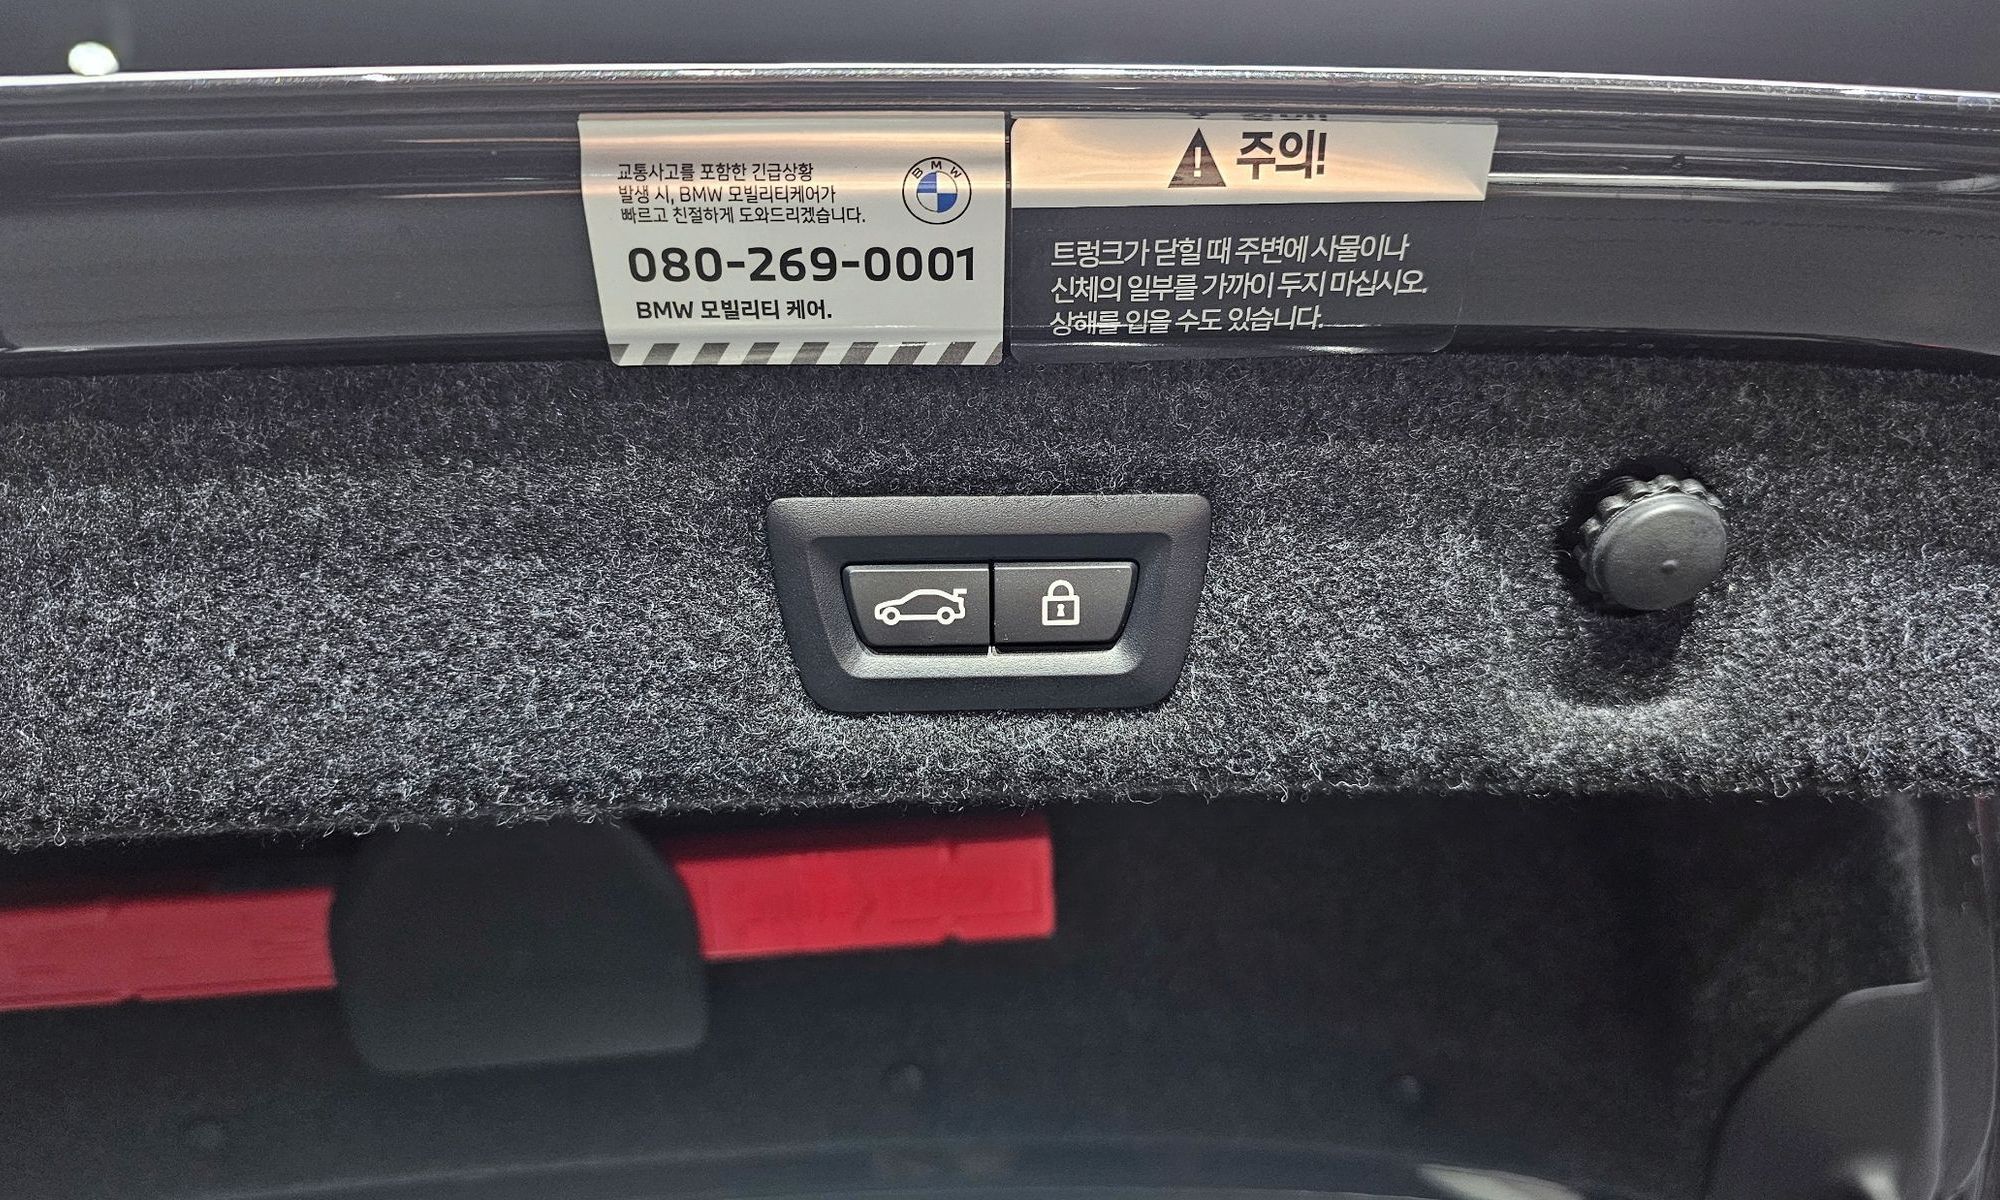 교통사고를 포함한 긴급상황
발생 시, BMW 모빌리티케어가
빠르고 친절하게 도와드리겠습니다.
BMW
080-269-0001
BMW 모빌리티 케어.
주의!
트렁크가 닫힐 때 주변에 사물이나
신체의 일부를 가까이 두지 마십시오.
상해를 입을 수도 있습니다.